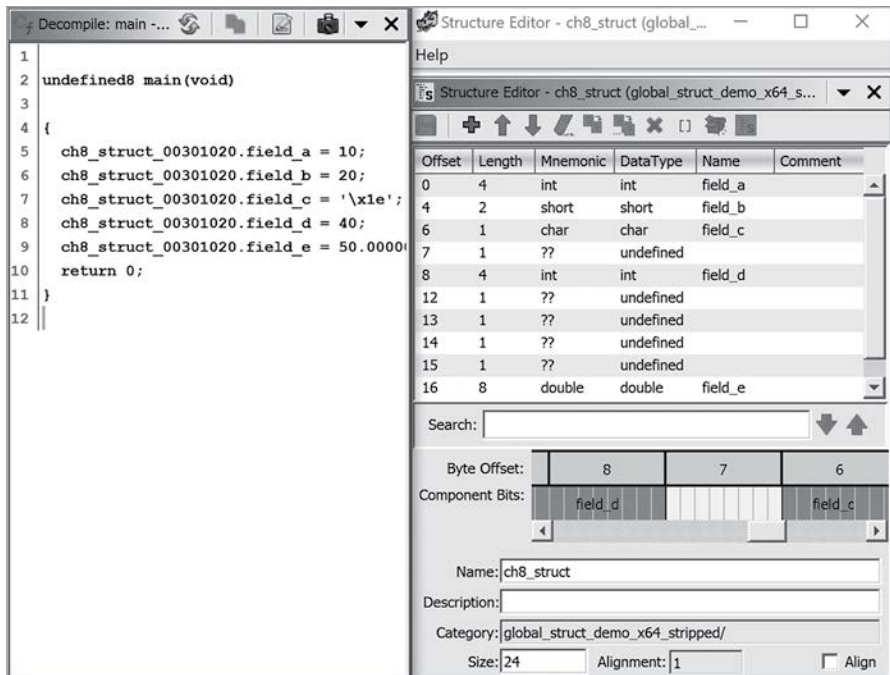 Decompile: main -...
1
2 undefined8 main(void)
3
4 {
5 ch8_struct_00301020.field_a = 10;
6 ch8_struct_00301020.field_b = 20;
7 ch8_struct_00301020.field_c = '\x1e';
8 ch8_struct_00301020.field_d = 40;
9 ch8_struct_00301020.field_e = 50.0000
10 return 0;
11 }
12
Structure Editor - ch8_struct (global_...
Help
Structure Editor - ch8_struct (global_struct_demo_x64_s...
Offset Length Mnemonic DataType Name Comment
0 4 int int field_a
4 2 short short field_b
6 1 char char field_c
7 1 ?? undefined
8 4 int int field_d
12 1 ?? undefined
13 1 ?? undefined
14 1 ?? undefined
15 1 ?? undefined
16 8 double double field_e
Search:
Byte Offset: 8 7 6
Component Bits: field_d field_c
Name: ch8_struct
Description:
Category: global_struct_demo_x64_stripped/
Size: 24 Alignment: 1 Align